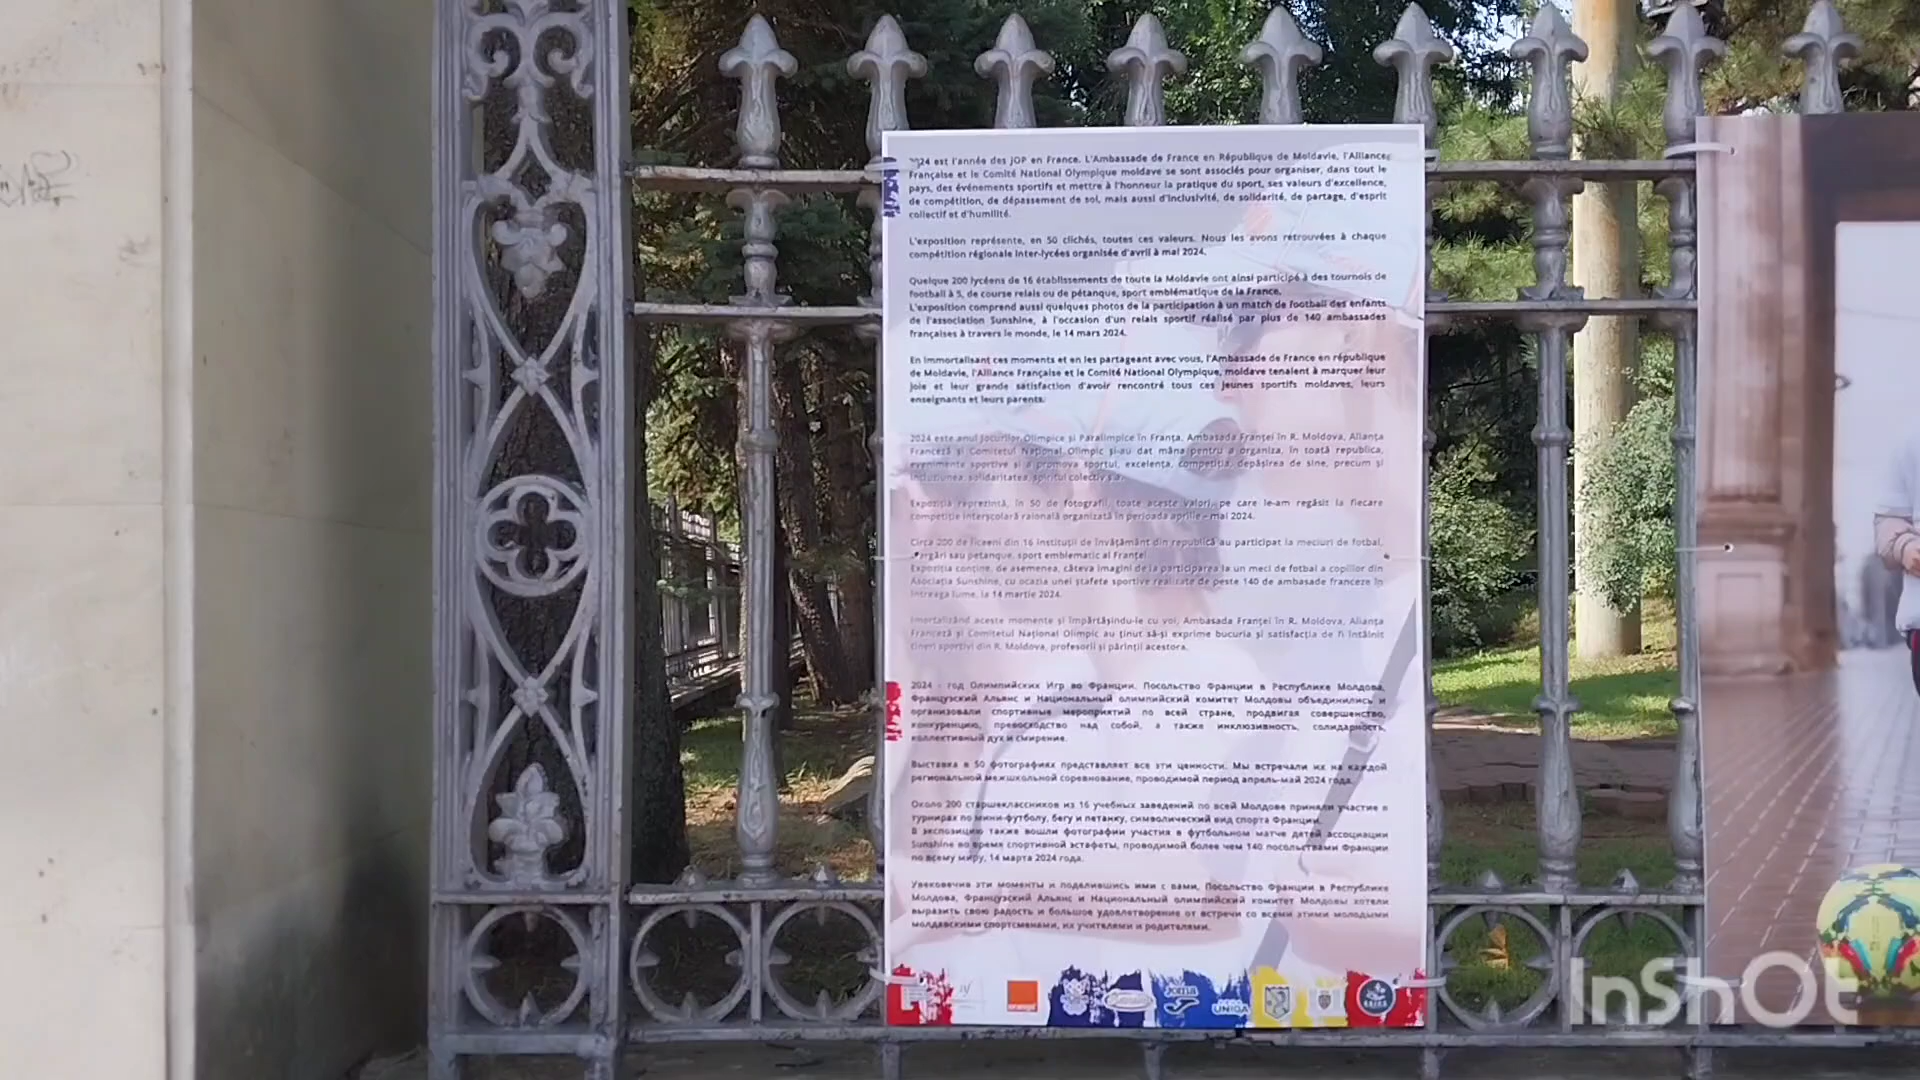 2024 est l'année des JOP en France. L'Ambassade de France en République de Moldavie, l'Alliance
Française et le Comité National Olympique moldave se sont associés pour organiser, dans tout le
pays, des événements sportifs et mettre à l'honneur la pratique du sport, ses valeurs d'excellence,
de compétition, de dépassement de soi, mais aussi d'inclusivité, de solidarité, de partage, d'esprit
collectif et d'humilité.
L'exposition représente, en 50 clichés, toutes ces valeurs. Nous les avons retrouvées à chaque
compétition régionale inter-lycées organisée d'avril à mai 2024.
Quelque 200 lycéens de 16 établissements de toute la Moldavie ont ainsi participé à des tournois de
football à 5, de course relais ou de pétanque, sport emblématique de la France.
L'exposition comprend aussi quelques photos de la participation à un match de football des enfants
de l'association Sunshine, à l'occasion d'un relais sportif réalisé par plus de 140 ambassades
françaises à travers le monde, le 14 mars 2024.
En immortalisant ces moments et en les partageant avec vous, l'Ambassade de France en république
de Moldavie, l'Alliance Française et le Comité National Olympique, moldave tenaient à marquer leur
joie et leur grande satisfaction d'avoir rencontré tous ces jeunes sportifs moldaves, leurs
enseignants et leurs parents.
2024 este anul Jocurilor Olimpice și Paralimpice în Franța. Ambasada Franței în R. Moldova, Alianța
Franceză și Comitetul Național Olimpic și-au dat mâna pentru a organiza, în toată republica,
evenimente sportive și a promova sportul, excelența, competiția, depășirea de sine, precum și
incluziunea, solidaritatea, spiritul colectiv ș.a.
Expoziția reprezintă, în 50 de fotografii, toate aceste valori, pe care le-am regăsit la fiecare
competiție interșcolară raională organizată în perioada aprilie - mai 2024.
Circa 200 de liceeni din 16 instituții de învățământ din republică au participat la meciuri de fotbal,
alergări sau petanque, sport emblematic al Franței.
Expoziția conține, de asemenea, câteva imagini de la participarea la un meci de fotbal a copiilor din
Asociația Sunshine, cu ocazia unei ștafete sportive realizate de peste 140 de ambasade franceze în
întreaga lume, la 14 martie 2024.
Imortalizând aceste momente și împărtășindu-le cu voi, Ambasada Franței în R. Moldova, Alianța
Franceză și Comitetul Național Olimpic au ținut să-și exprime bucuria și satisfacția de fi întâlnit
tineri sportivi din R. Moldova, profesorii și părinții acestora.
2024 - год Олимпийских Игр во Франции. Посольство Франции в Республике Молдова,
Французский Альянс и Национальный олимпийский комитет Молдовы объединились и
организовали спортивные мероприятий по всей стране, продвигая совершенство,
конкуренцию, превосходство над собой, а также инклюзивность, солидарность,
коллективный дух и смирение.
Выставка в 50 фотографиях представляет все эти ценности. Мы встречали их на каждой
региональной межшкольной соревнование, проводимой период апрель-май 2024 года.
Около 200 старшеклассников из 16 учебных заведений по всей Молдове приняли участие в
турнирах по мини-футболу, бегу и петанку, символический вид спорта Франции.
В экспозицию также вошли фотографии участия в футбольном матче детей ассоциации
Sunshine во время спортивной эстафеты, проводимой более чем 140 посольствами Франции
по всему миру, 14 марта 2024 года.
Увековечив эти моменты и поделившись ими с вами, Посольство Франции в Республике
Молдова, Французский Альянс и Национальный олимпийский комитет Молдовы хотели
выразить свою радость и большое удовлетворение от встречи со всеми этими молодыми
молдавскими спортсменами, их учителями и родителями.
orange
Joma
UNIQA
InShOt